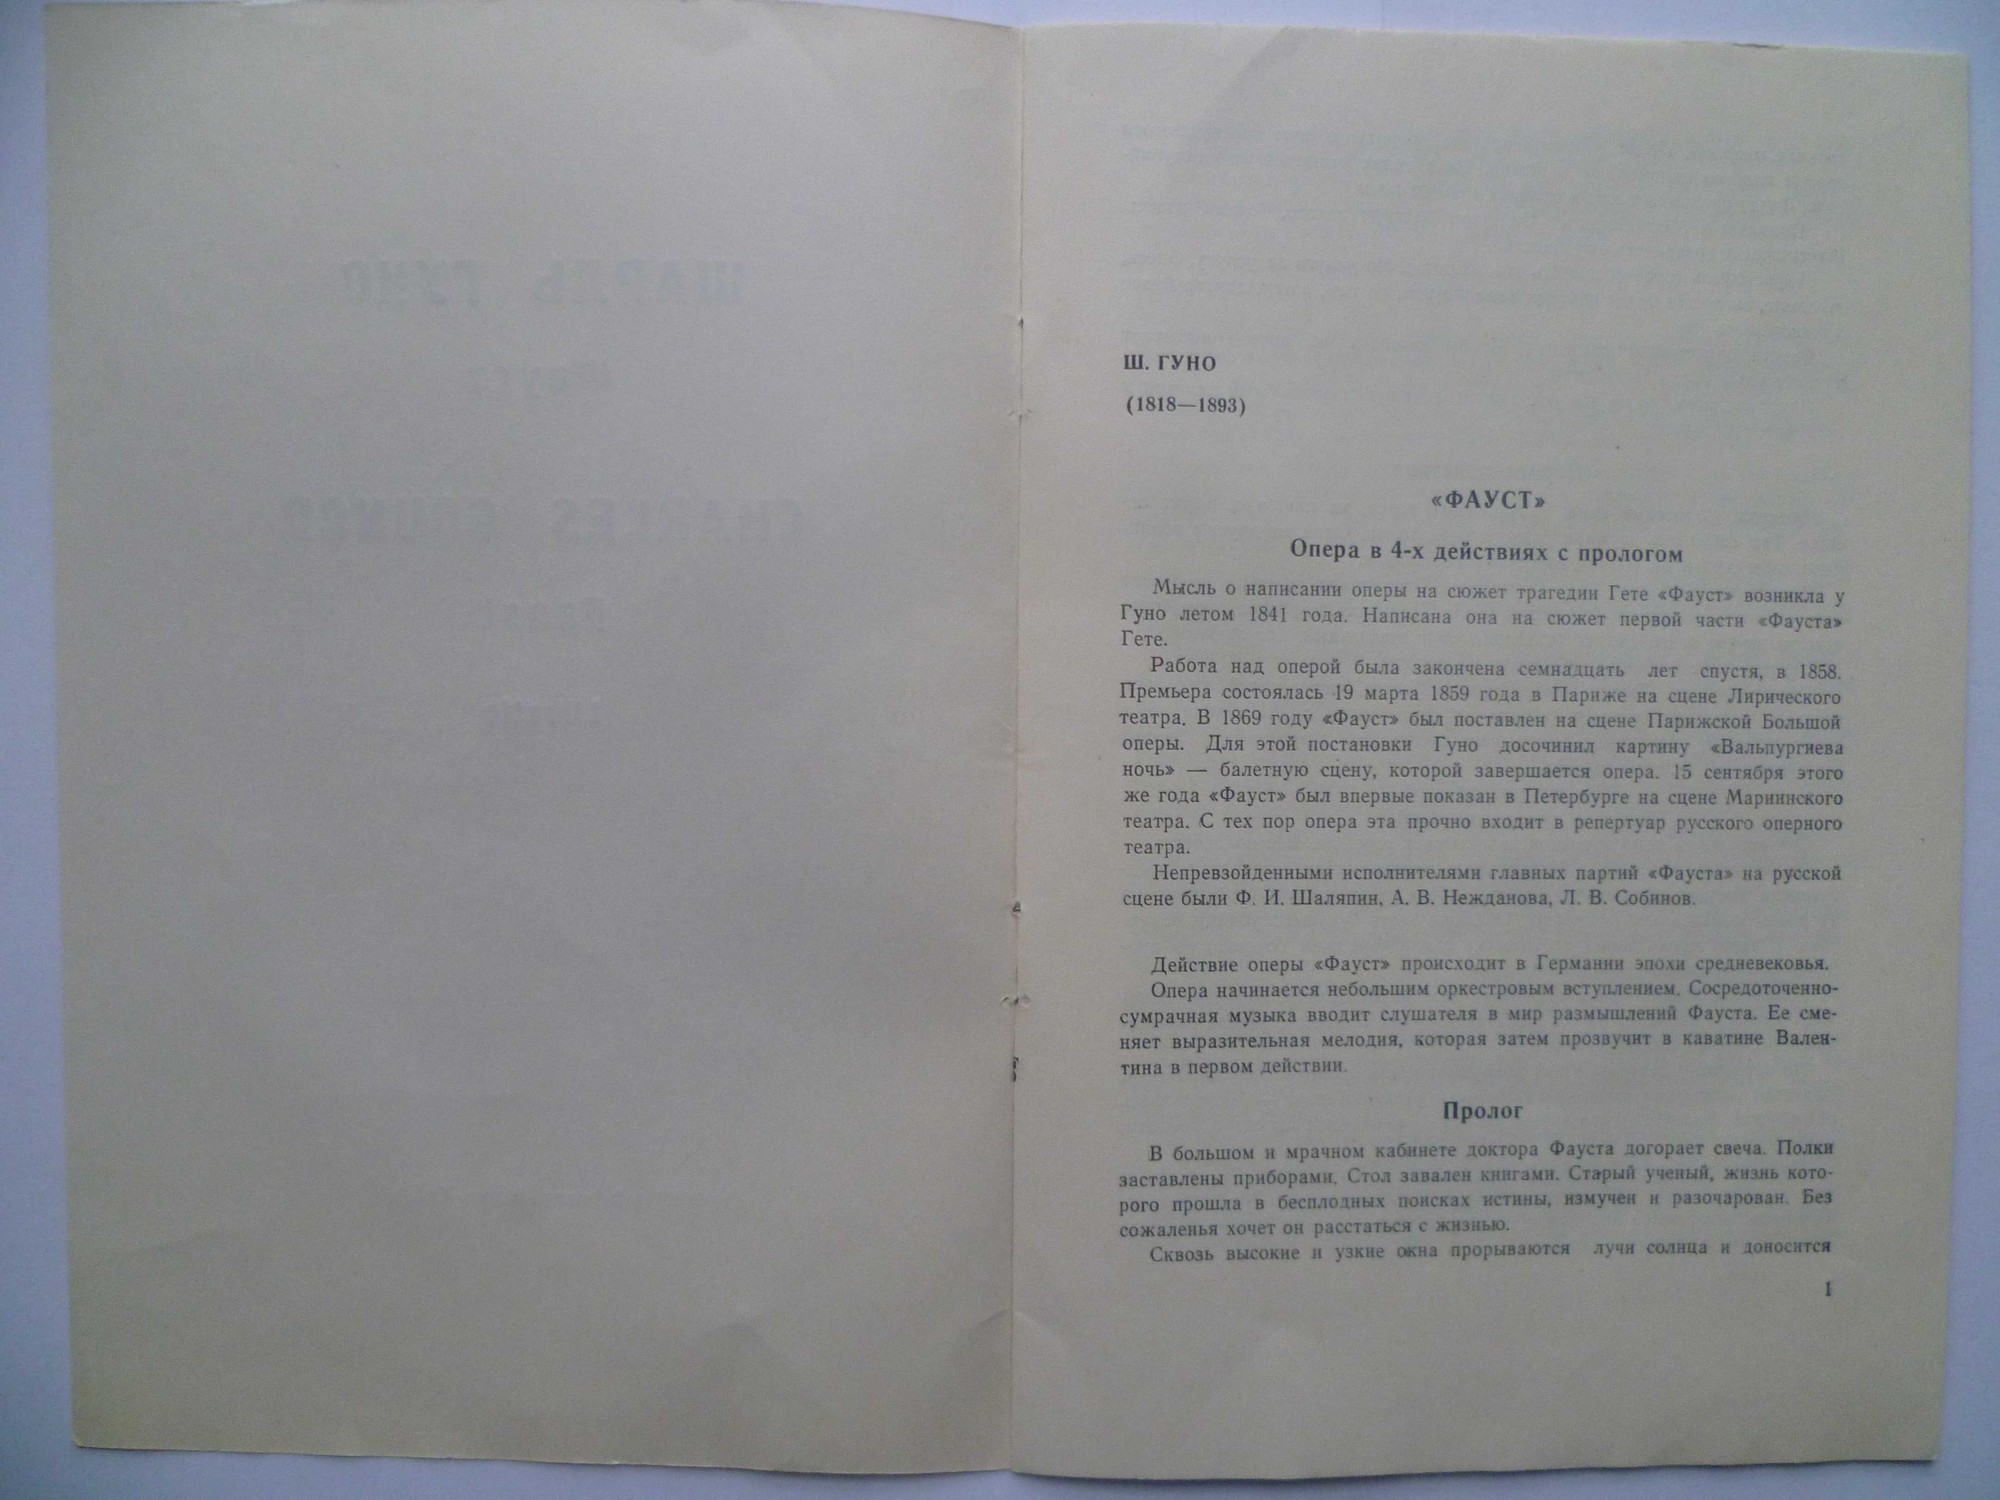 Ш. ГУНО
(1818—1893)
«ФАУСТ»
Опера в 4-х действиях с прологом
Мысль о написании оперы на сюжет трагедии Гете «Фауст» возникла у
Гуно летом 1841 года. Написана она на сюжет первой части «Фауста»
Гете.
Работа над оперой была закончена семнадцать лет спустя, в 1858.
Премьера состоялась 19 марта 1859 года в Париже на сцене Лирического
театра. В 1869 году «Фауст» был поставлен на сцене Парижской Большой
оперы. Для этой постановки Гуно досочинил картину «Вальпургиева
ночь» — балетную сцену, которой завершается опера. 15 сентября этого
же года «Фауст» был впервые показан в Петербурге на сцене Мариинского
театра. С тех пор опера эта прочно входит в репертуар русского оперного
театра.
Непревзойденными исполнителями главных партий «Фауста» на русской
сцене были Ф. И. Шаляпин, А. В. Нежданова, Л. В. Собинов.
Действие оперы «Фауст» происходит в Германии эпохи средневековья.
Опера начинается небольшим оркестровым вступлением. Сосредоточенно-
сумрачная музыка вводит слушателя в мир размышлений Фауста. Ее сме-
няет выразительная мелодия, которая затем прозвучит в каватине Вален-
тина в первом действии.
Пролог
В большом и мрачном кабинете доктора Фауста догорает свеча. Полки
заставлены приборами. Стол завален книгами. Старый ученый, жизнь кото-
рого прошла в бесплодных поисках истины, измучен и разочарован. Без
сожаленья хочет он расстаться с жизнью.
Сквозь высокие и узкие окна прорываются лучи солнца и доносится
1